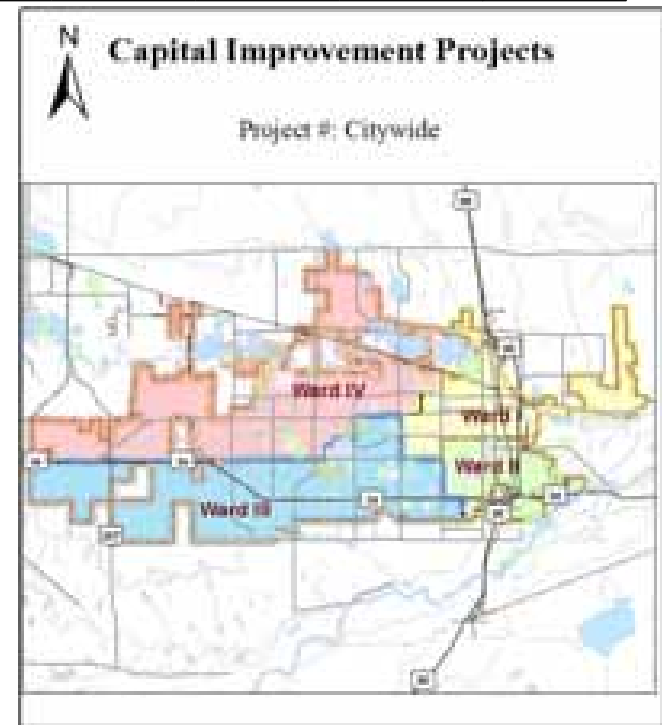 N
Capital Improvement Projects
Project #: Citywide
Ward IV
Ward I
Ward II
Ward III